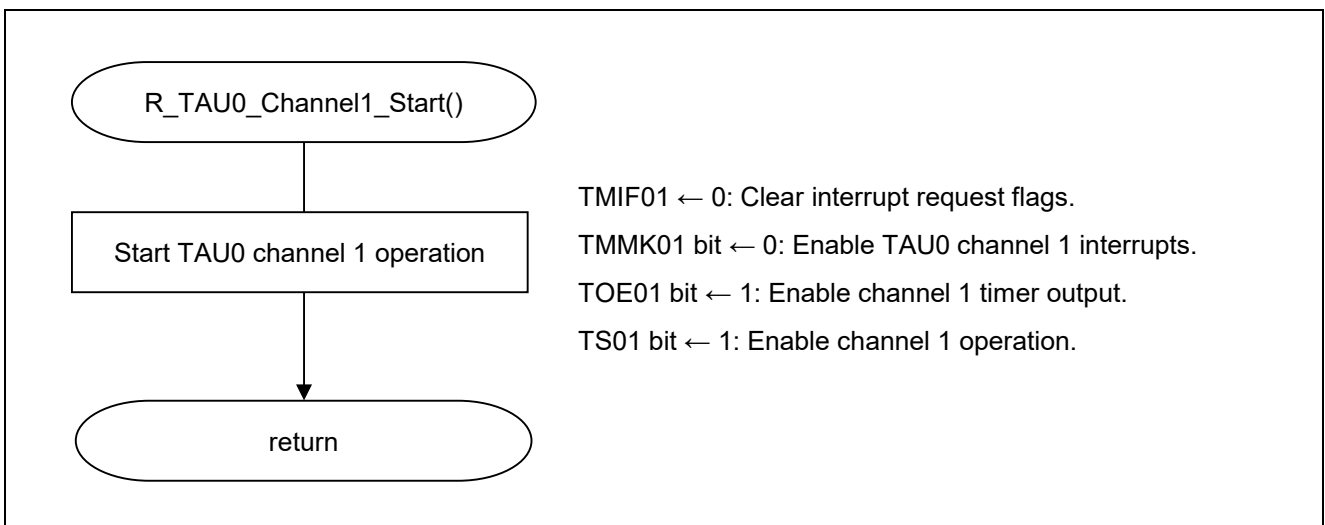 R_TAU0_Channel1_Start()
TMIF01 ← 0: Clear interrupt request flags.
Start TAU0 channel 1 operation
TMMK01 bit ← 0: Enable TAU0 channel 1 interrupts.
TOE01 bit ← 1: Enable channel 1 timer output.
TS01 bit ← 1: Enable channel 1 operation.
return